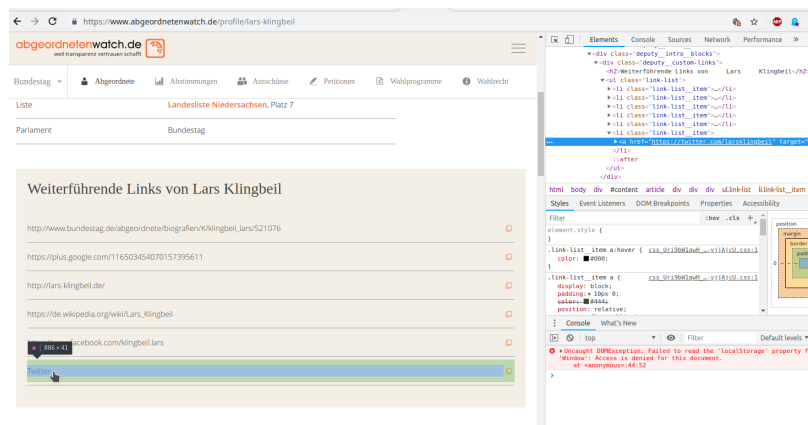 https://www.abgeordnetenwatch.de/profile/lars-klingbeil
abgeordnetenwatch.de
weil transparenz vertrauen schafft
Bundestag
Abgeordnete
Abstimmungen
Ausschüsse
Petitionen
Wahlprogramme
Wahlrecht
Liste
Landesliste Niedersachsen, Platz 7
Parlament
Bundestag
Weiterführende Links von Lars Klingbeil
http://www.bundestag.de/abgeordnete/biografien/K/klingbeil_lars/521076
https://plus.google.com/116503454070157395611
http://lars-klingbeil.de/
https://de.wikipedia.org/wiki/Lars_Klingbeil
facebook.com/klingbeil.lars
a 886 × 41
Twitter
Elements Console Sources Network Performance »
<div class="deputy__intro__blocks">
<div class="deputy__custom-links">
<h2>Weiterführende Links von Lars Klingbeil</h2>
<ul class="link-list">
<li class="link-list__item">…</li>
<li class="link-list__item">…</li>
<li class="link-list__item">…</li>
<li class="link-list__item">…</li>
<li class="link-list__item">…</li>
<li class="link-list__item">
<a href="https://twitter.com/larsklingbeil" target="
</li>
::after
</ul>
</div>
html body div #content article div div div ul.link-list li.link-list__item
Styles Event Listeners DOM Breakpoints Properties Accessibility
Filter :hov .cls +
element.style {
}
.link-list__item a:hover {
color: #000;
}
.link-list__item a {
display: block;
padding: 10px 0;
color: #444;
position: relative;
position
margin
border
padd
0
Console What's New
top Filter Default levels
Uncaught DOMException: Failed to read the 'localStorage' property f
'Window': Access is denied for this document.
at <anonymous>:44:52